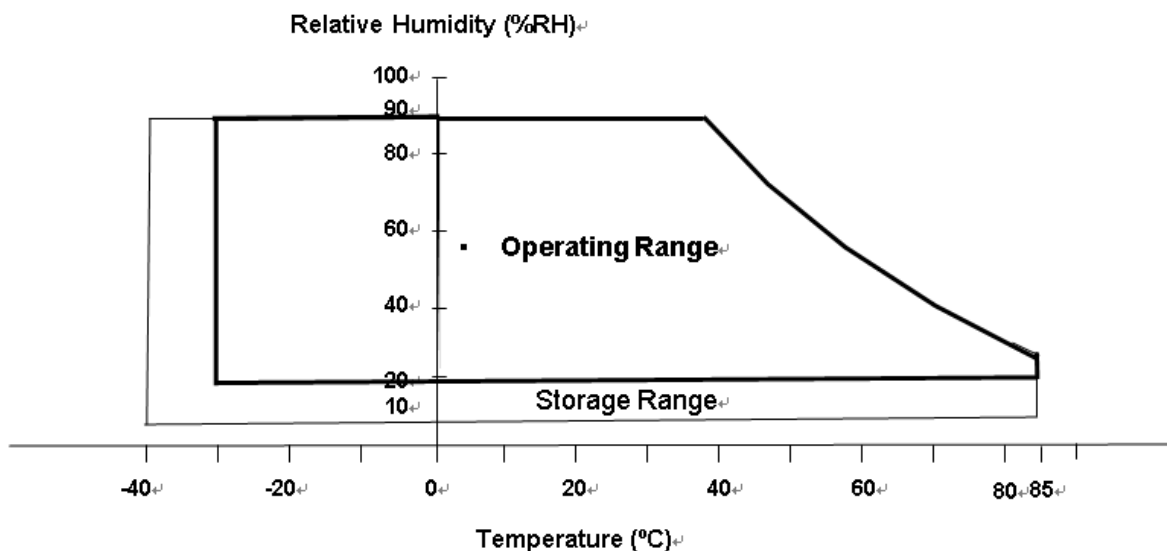 Relative Humidity (%RH)↵
100↵
90↵
80↵
60↵
▪ Operating Range↵
40↵
20↵
10↵
Storage Range↵
-40↵ -20↵ 0↵ 20↵ 40↵ 60↵ 80↵85↵
Temperature (ºC)↵